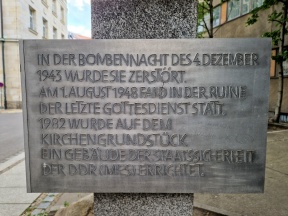 IN DER BOMBENNACHT DES 4. DEZEMBER
1943 WURDE SIE ZERSTÖRT.
AM 1. AUGUST 1948 FAND IN DER RUINE
DER LETZTE GOTTESDIENST STATT.
1982 WURDE AUF DEM
KIRCHENGRUNDSTÜCK
EIN GEBÄUDE DER STAATSSICHERHEIT
DER DDR ERRICHTET.